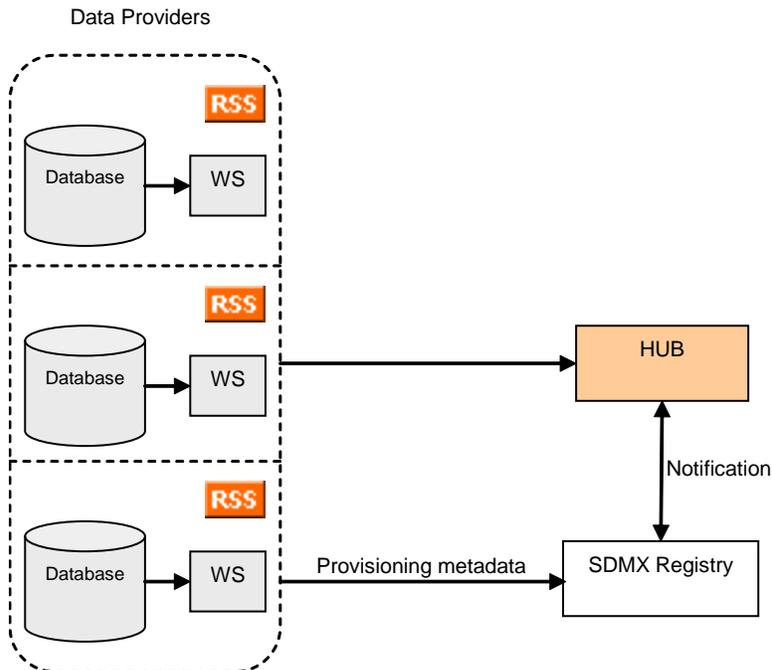 Data Providers
RSS
Database
WS
RSS
Database
WS
HUB
Notification
RSS
Database
WS
Provisioning metadata
SDMX Registry